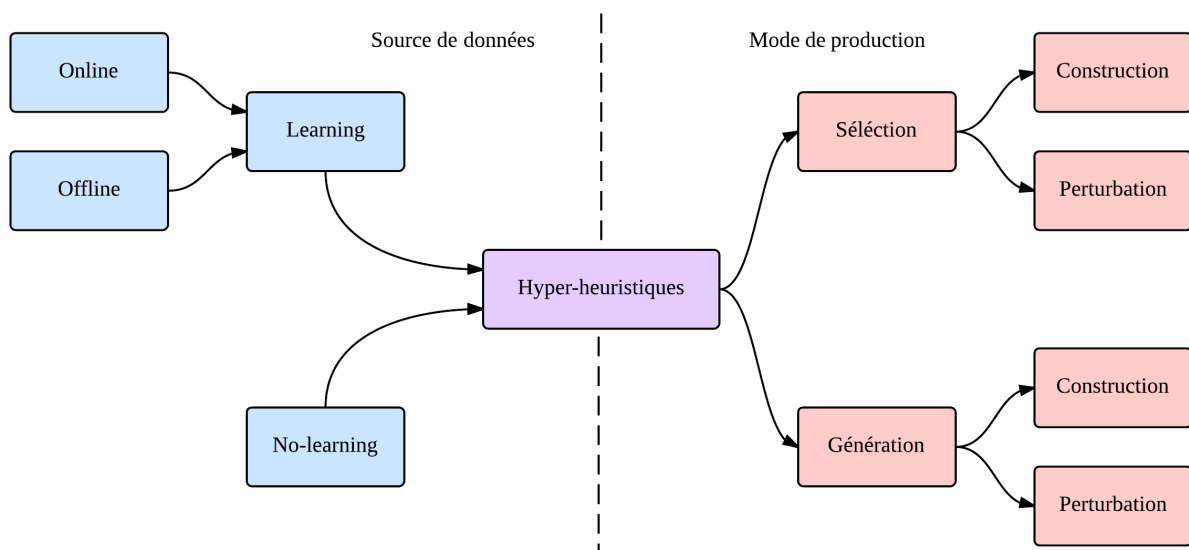 Source de données
Mode de production
Online
Offline
Learning
No-learning
Hyper-heuristiques
Séléction
Construction
Perturbation
Génération
Construction
Perturbation